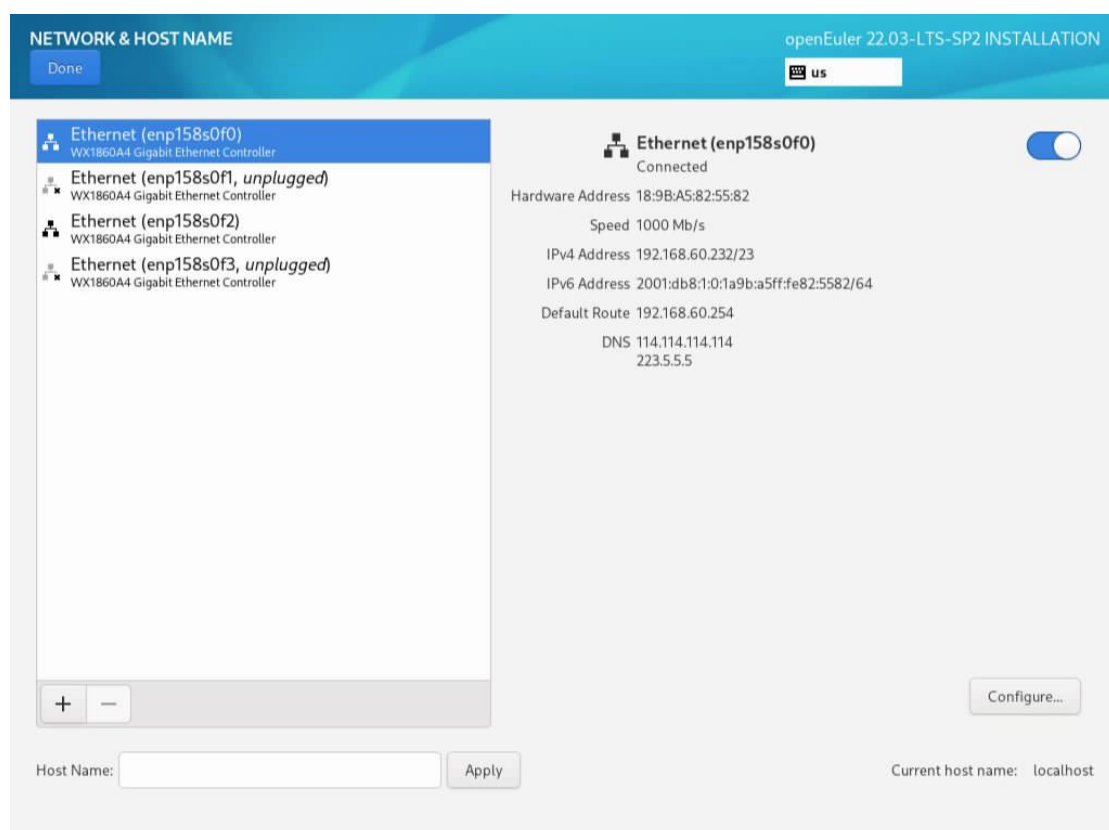 NETWORK & HOST NAME
openEuler 22.03-LTS-SP2 INSTALLATION
Done
us
Ethernet (enp158s0f0)
WX1860A4 Gigabit Ethernet Controller
Ethernet (enp158s0f1, unplugged)
WX1860A4 Gigabit Ethernet Controller
Ethernet (enp158s0f2)
WX1860A4 Gigabit Ethernet Controller
Ethernet (enp158s0f3, unplugged)
WX1860A4 Gigabit Ethernet Controller
Ethernet (enp158s0f0)
Connected
Hardware Address 18:9B:A5:82:55:82
Speed 1000 Mb/s
IPv4 Address 192.168.60.232/23
IPv6 Address 2001:db8:1:0:1a9b:a5ff:fe82:5582/64
Default Route 192.168.60.254
DNS 114.114.114.114
223.5.5.5
+ −
Configure...
Host Name:
Apply
Current host name: localhost